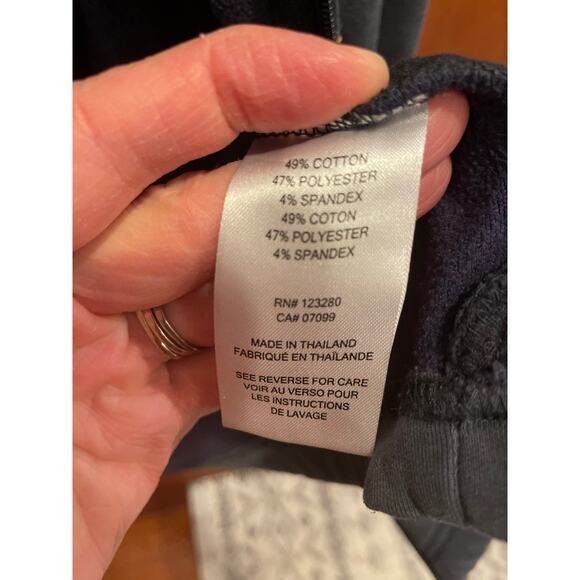 49% COTTON
47% POLYESTER
4% SPANDEX
49% COTON
47% POLYESTER
4% SPANDEX
RN# 123280
CA# 07099
MADE IN THAILAND
FABRIQUÉ EN THAÏLANDE
SEE REVERSE FOR CARE
VOIR AU VERSO POUR
LES INSTRUCTIONS
DE LAVAGE